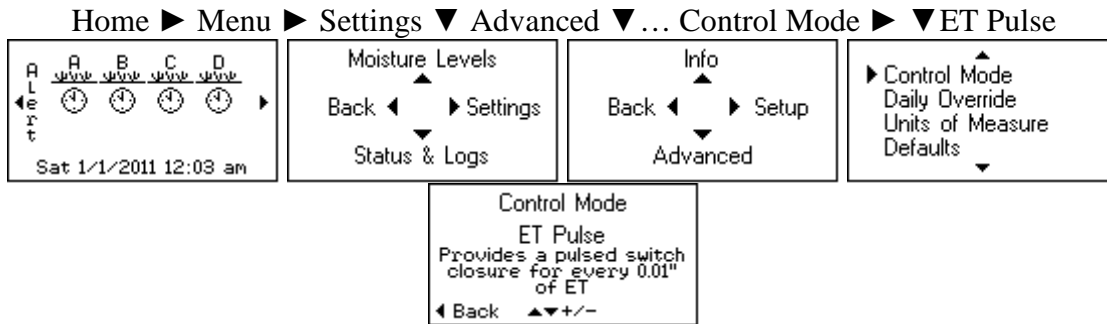 Home ► Menu ► Settings ▼ Advanced ▼… Control Mode ► ▼ET Pulse
ALert
A B C D
Sat 1/1/2011 12:03 am
Moisture Levels
Back Settings
Status & Logs
Info
Back Setup
Advanced
Control Mode
Daily Override
Units of Measure
Defaults
Control Mode
ET Pulse
Provides a pulsed switch
closure for every 0.01"
of ET
Back +/-